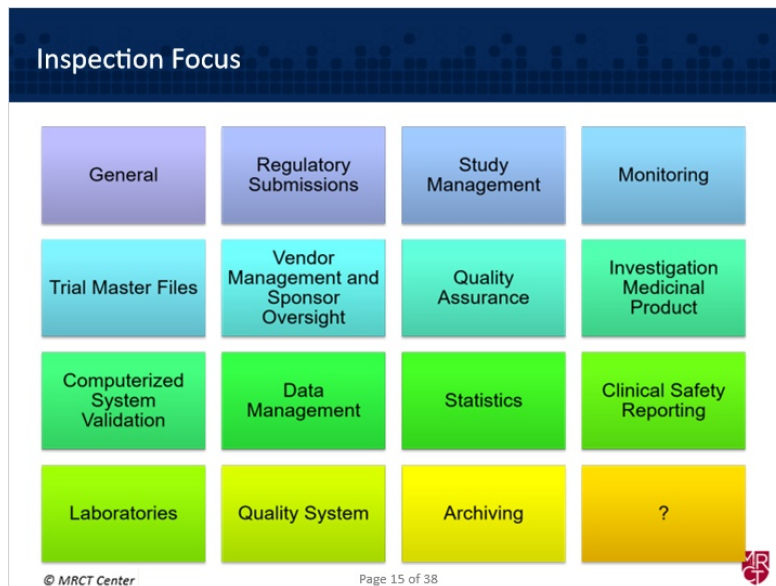 Inspection Focus
General
Regulatory
Submissions
Study
Management
Monitoring
Trial Master Files
Vendor
Management and
Sponsor
Oversight
Quality
Assurance
Investigation
Medicinal
Product
Computerized
System
Validation
Data
Management
Statistics
Clinical Safety
Reporting
Laboratories
Quality System
Archiving
?
© MRCT Center
Page 15 of 38
MR
CT